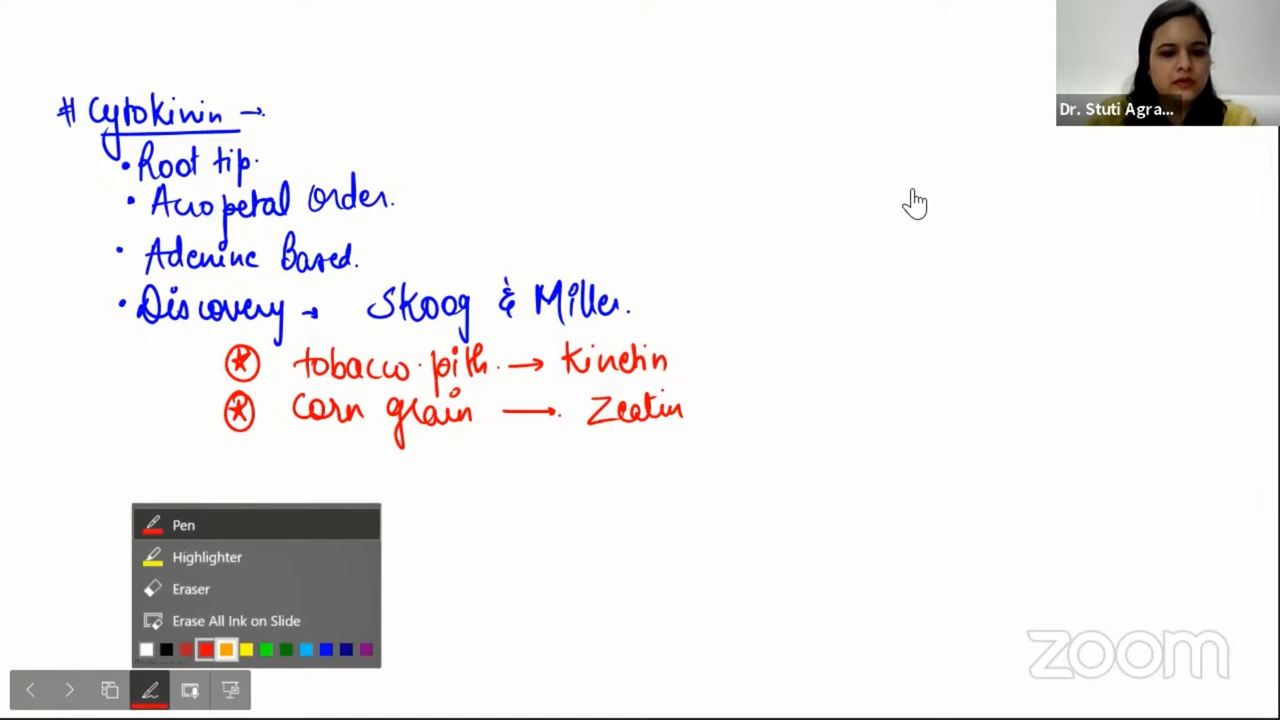 Dr. Stuti Agra...
# Cytokinin →
• Root tip.
• Acropetal Order.
• Adenine Based.
• Discovery → Skoog & Miller.
* tobacco pith. → Kinetin
* Corn grain → Zeatin
Pen
Highlighter
Eraser
Erase All Ink on Slide
zoom